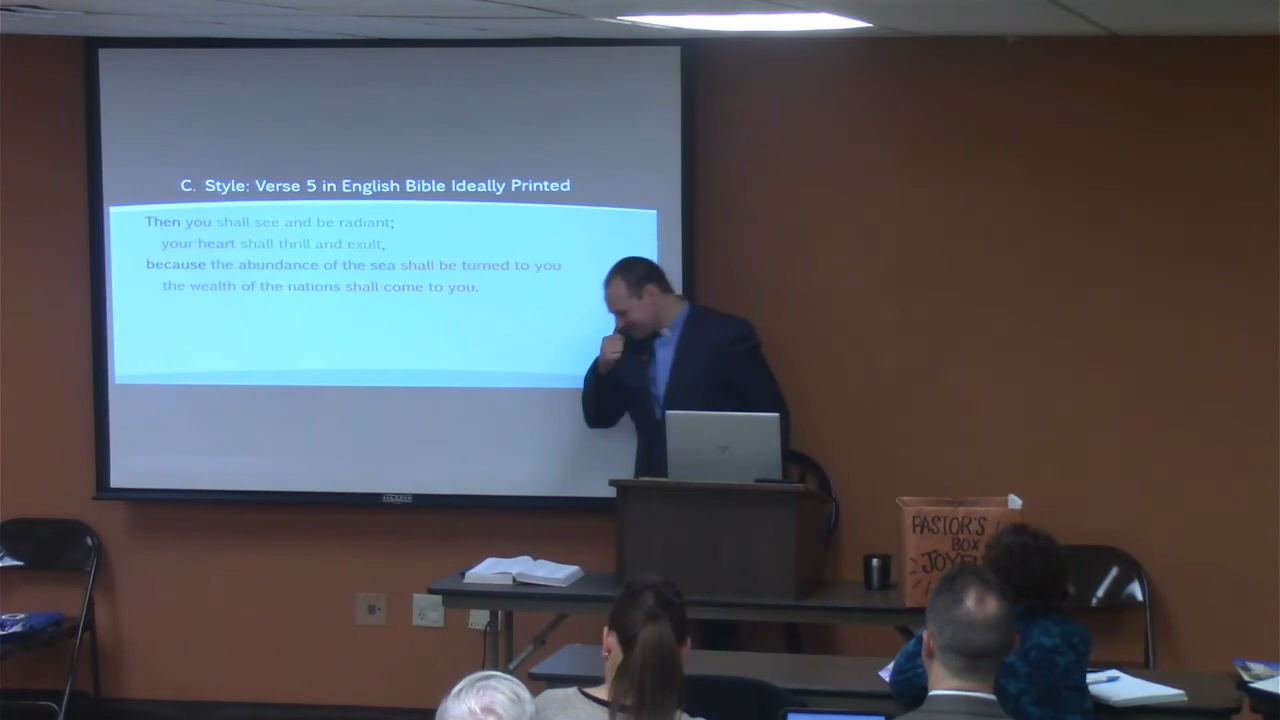 C. Style: Verse 5 in English Bible Ideally Printed
Then you shall see and be radiant;
your heart shall thrill and exult,
because the abundance of the sea shall be turned to you
the wealth of the nations shall come to you.
PASTOR'S
BOX